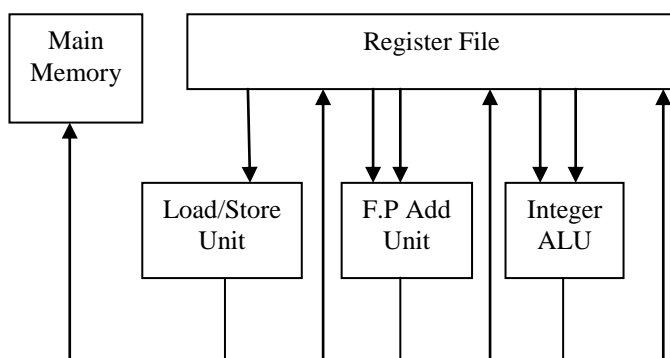 Main
Memory
Register File
Load/Store
Unit
F.P Add
Unit
Integer
ALU